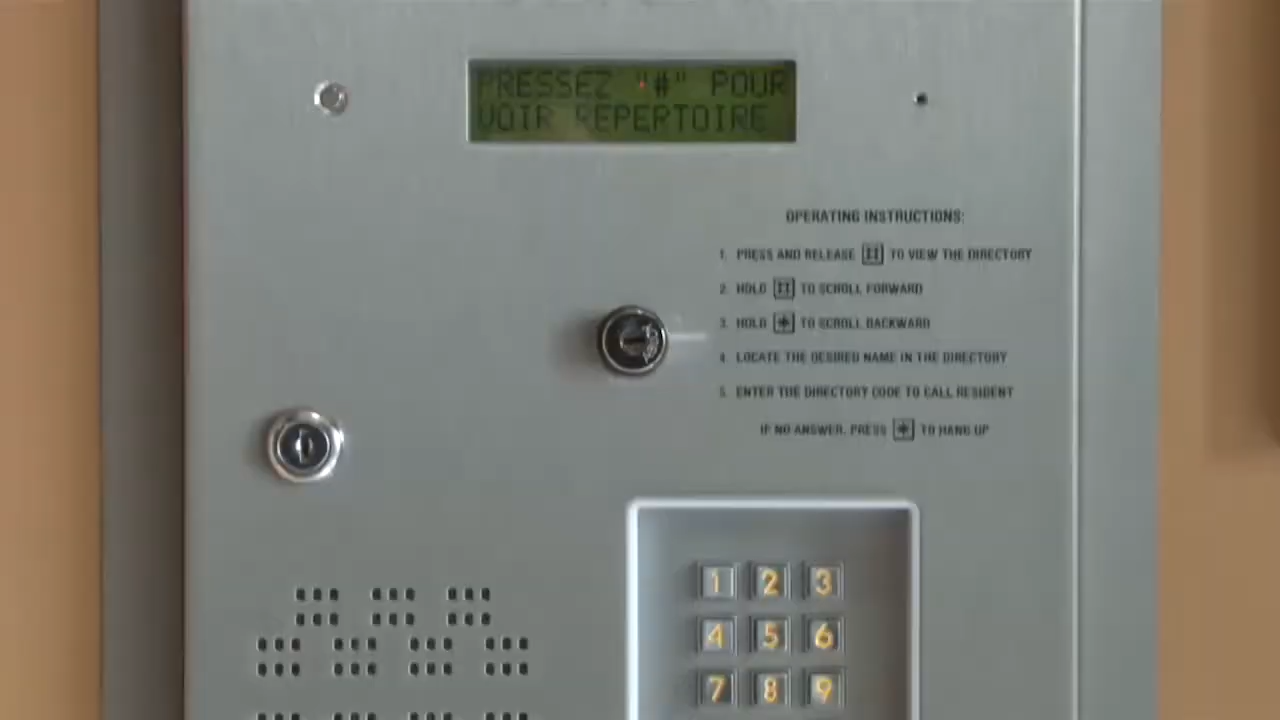 PRESSEZ "#" POUR
VOIR REPERTOIRE
OPERATING INSTRUCTIONS:
1. PRESS AND RELEASE # TO VIEW THE DIRECTORY
2. HOLD # TO SCROLL FORWARD
3. HOLD * TO SCROLL BACKWARD
4. LOCATE THE DESIRED NAME IN THE DIRECTORY
5. ENTER THE DIRECTORY CODE TO CALL RESIDENT
IF NO ANSWER, PRESS * TO HANG UP
1 2 3
4 5 6
7 8 9